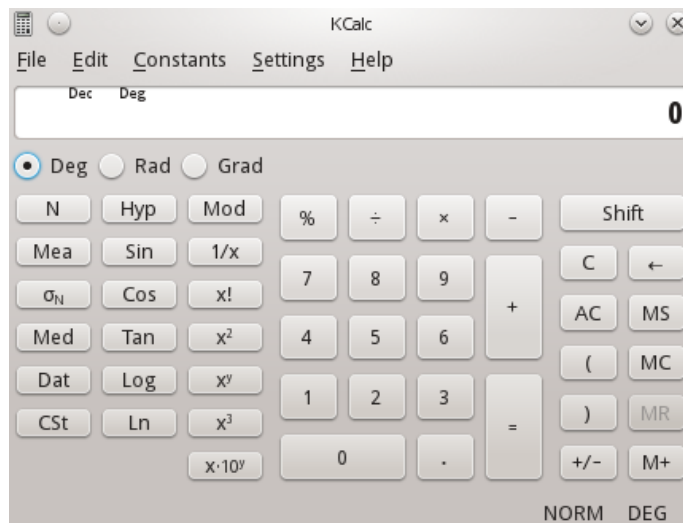 KCalc
File Edit Constants Settings Help
Dec Deg
0
Deg Rad Grad
N Hyp Mod % ÷ × − Shift
Mea Sin 1/x 7 8 9 + C ←
σN Cos x! AC MS
Med Tan x² 4 5 6 ( MC
Dat Log xʸ 1 2 3 = ) MR
CSt Ln x³
x·10ʸ 0 . +/− M+
NORM DEG